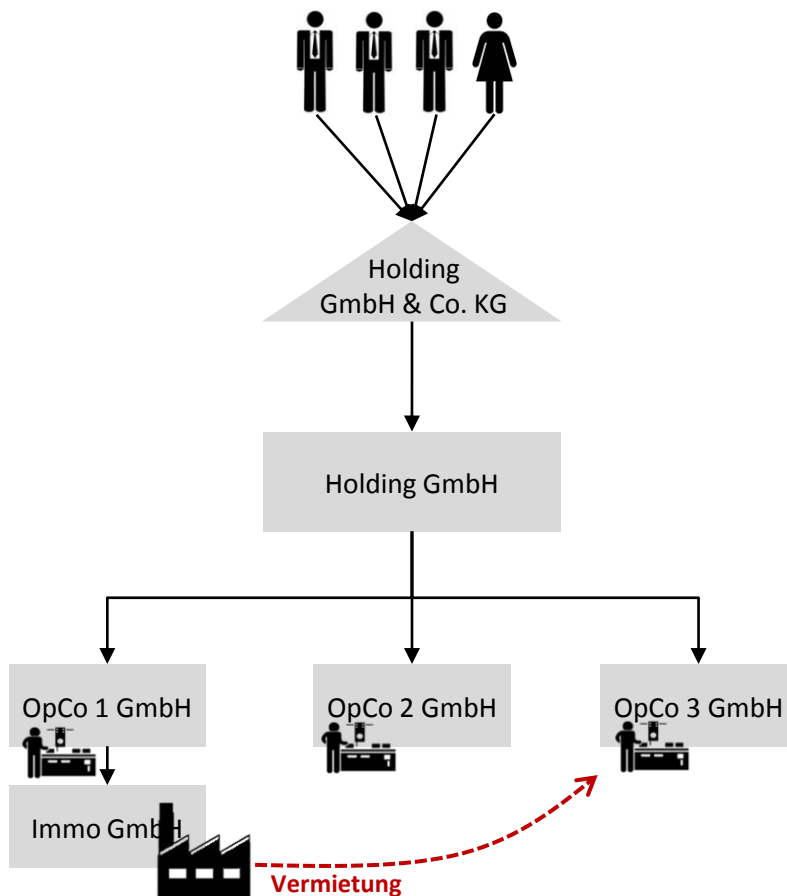 Holding
GmbH & Co. KG
Holding GmbH
OpCo 1 GmbH
OpCo 2 GmbH
OpCo 3 GmbH
Immo GmbH
Vermietung